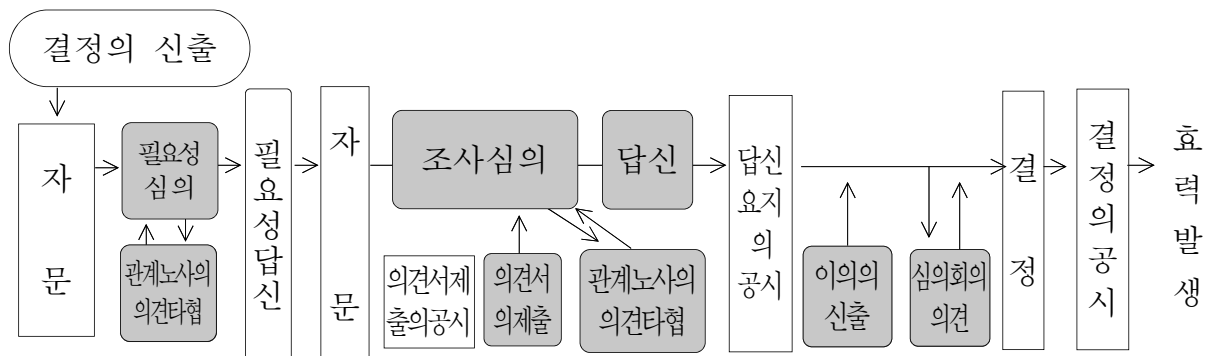 결정의 신출
자문
필요성
심의
관계노사의
의견타협
필요성답신
자문
조사심의
답신
의견서제
출의공시
의견서
의제출
관계노사의
의견타협
답신
요지
의
공시
이의의
신출
심의회의
의견
결정
결정의공시
효력발생